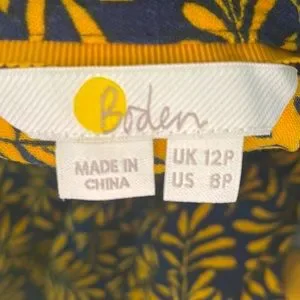 Boden
MADE IN
CHINA
UK 12P
US 8P